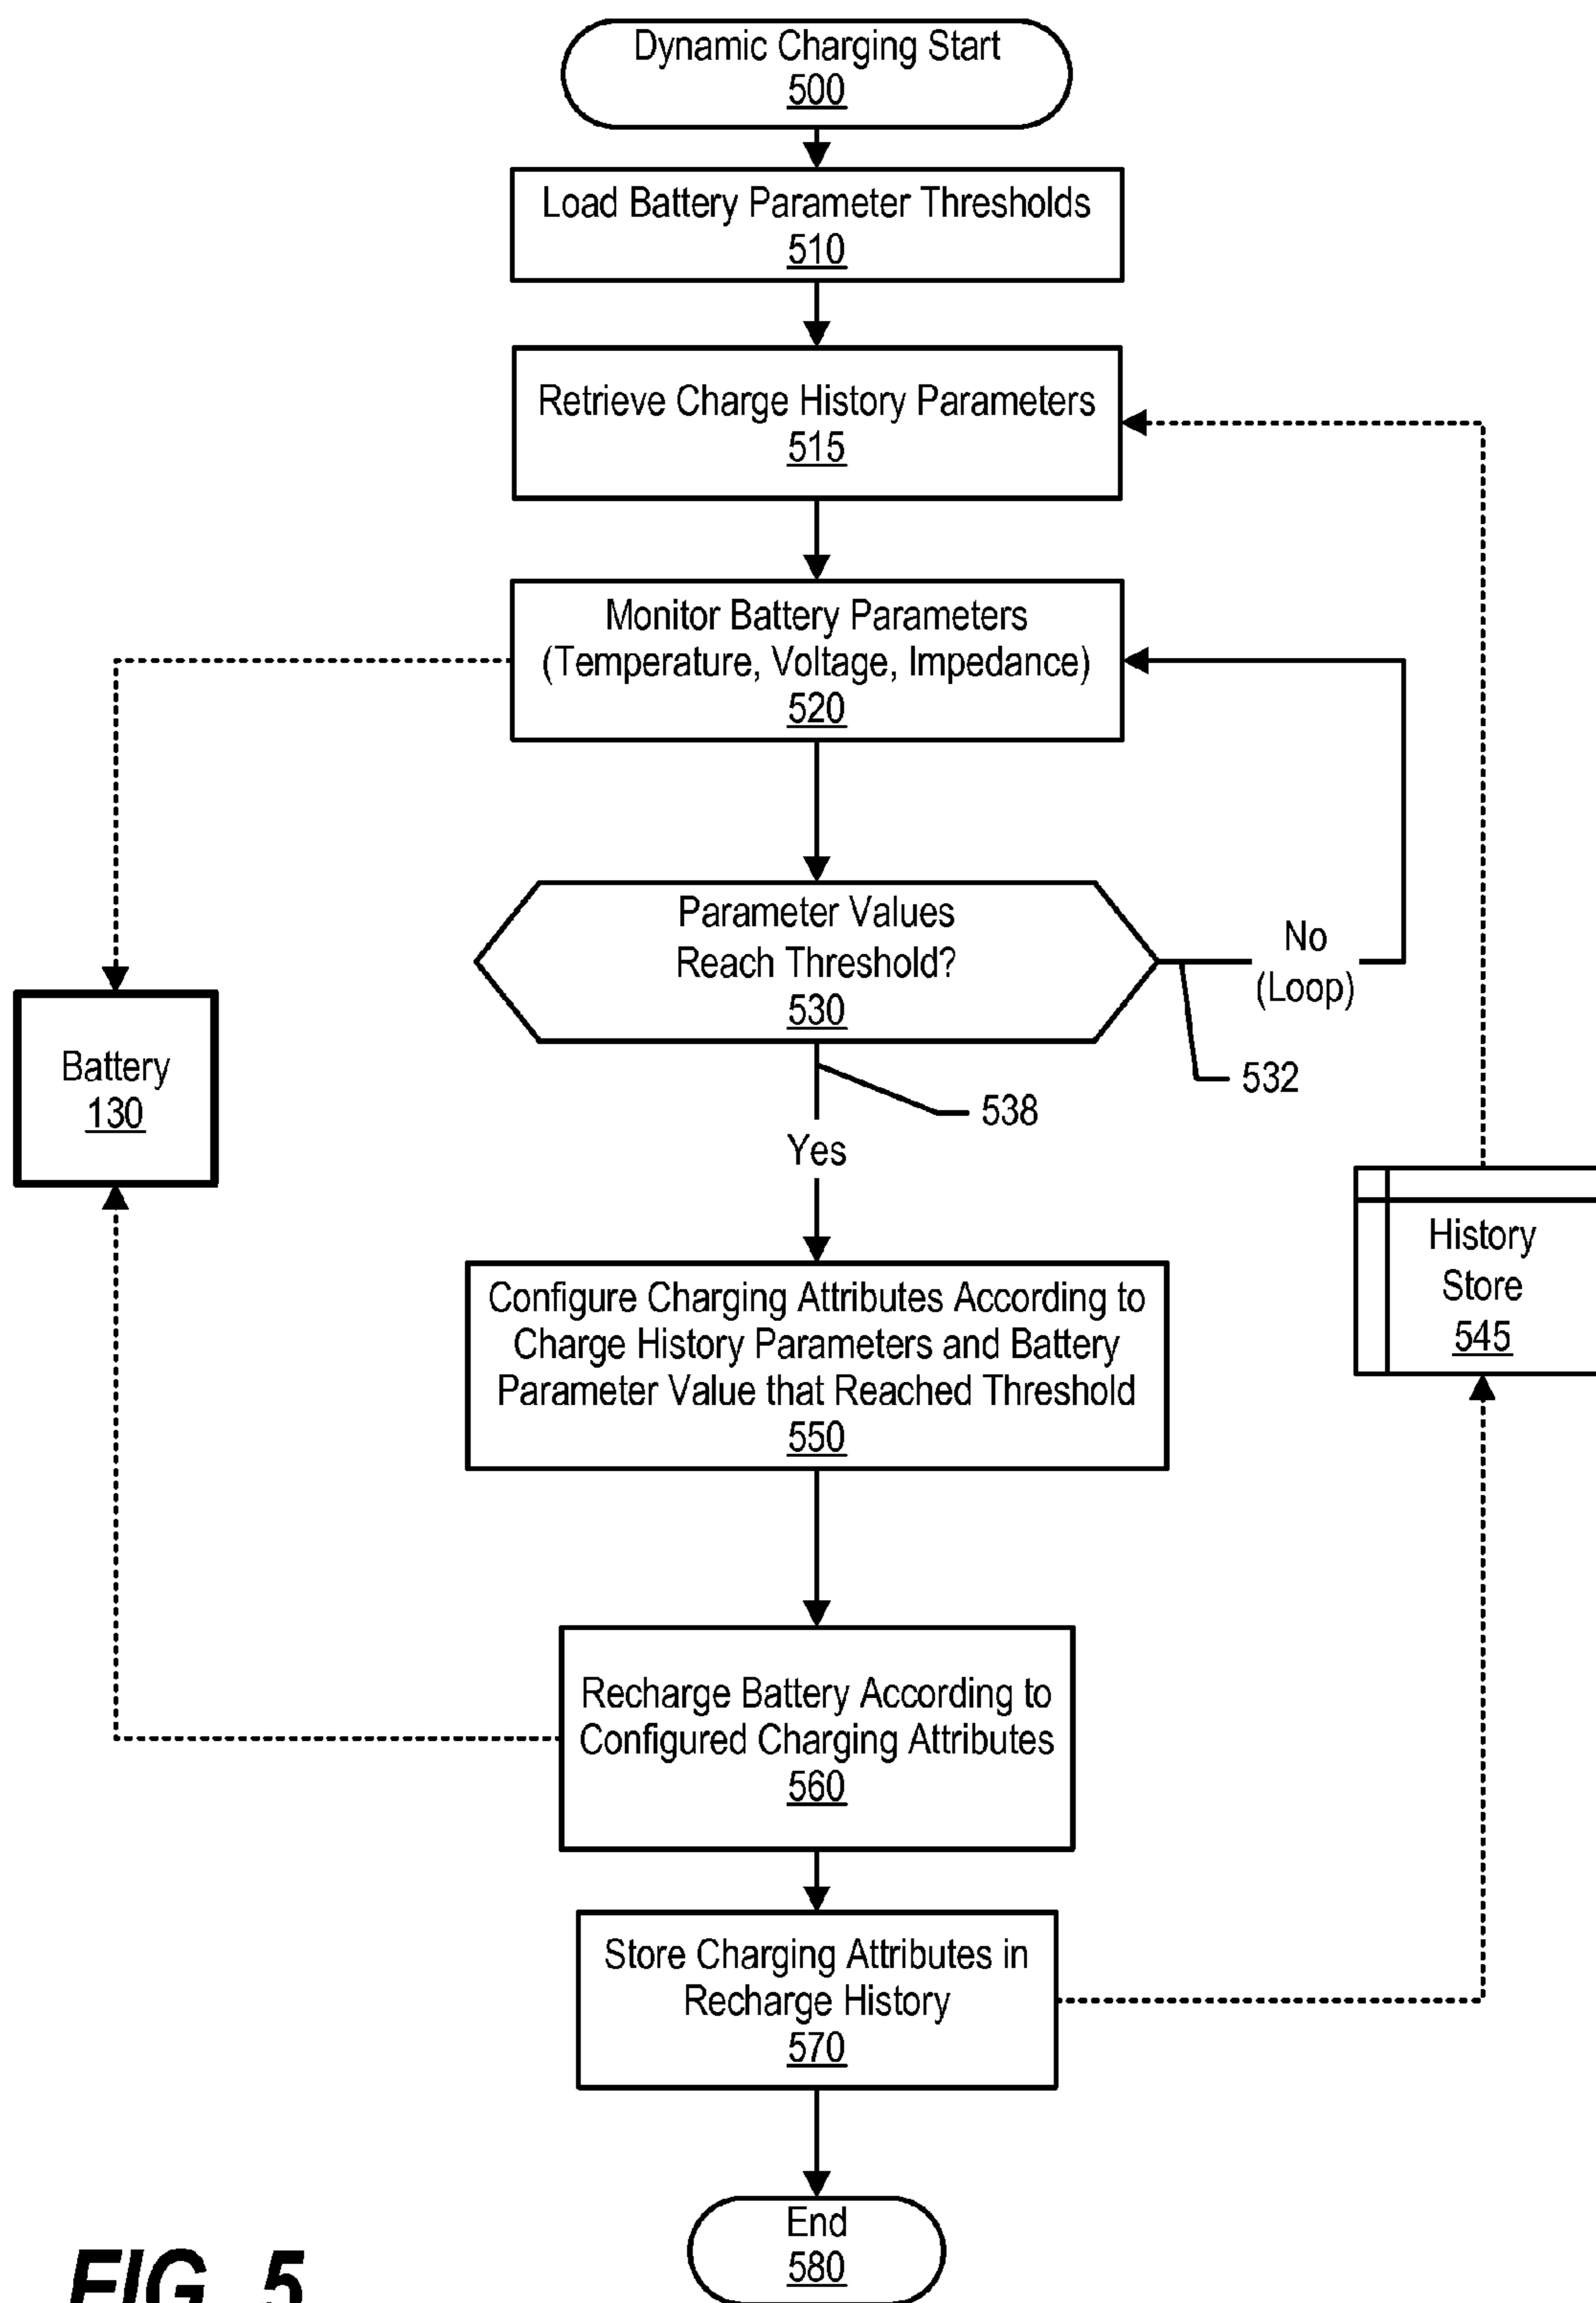 Dynamic Charging Start
500
Load Battery Parameter Thresholds
510
Retrieve Charge History Parameters
515
Monitor Battery Parameters
(Temperature, Voltage, Impedance)
520
Parameter Values
Reach Threshold?
530
No
(Loop)
532
538
Yes
Battery
130
History
Store
545
Configure Charging Attributes According to
Charge History Parameters and Battery
Parameter Value that Reached Threshold
550
Recharge Battery According to
Configured Charging Attributes
560
Store Charging Attributes in
Recharge History
570
End
580
FIG. 5